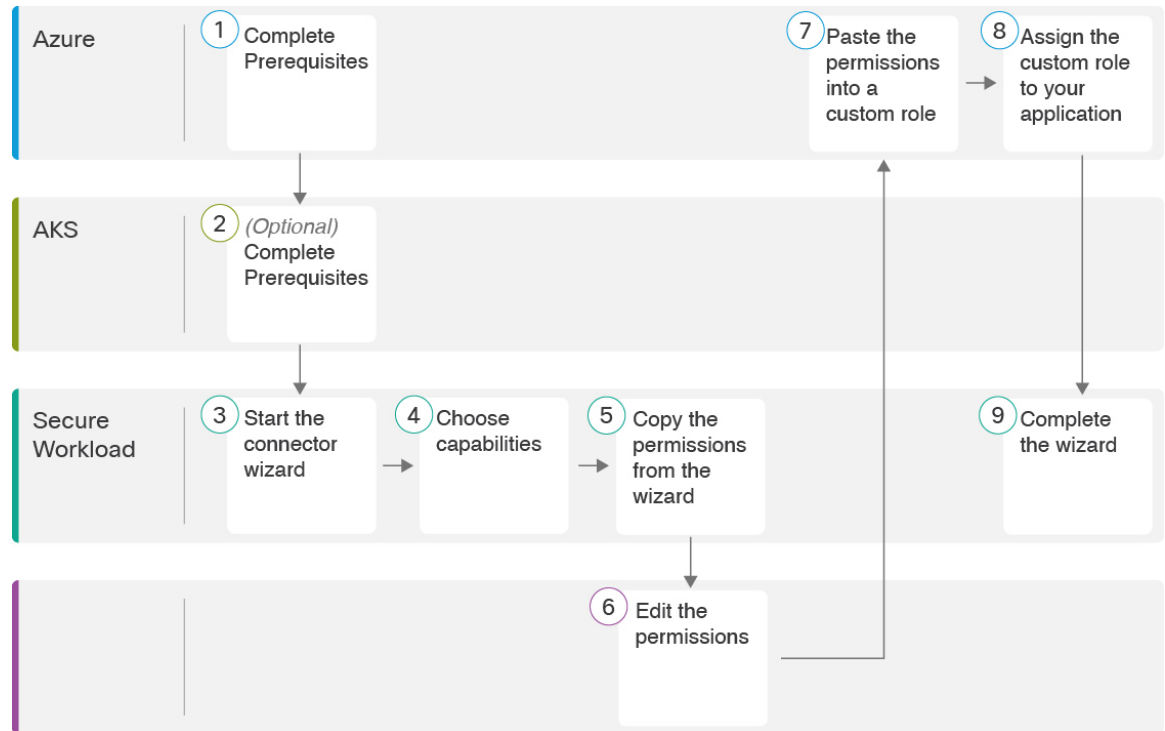 Azure
1
Complete
Prerequisites
7
Paste the
permissions
into a
custom role
8
Assign the
custom role
to your
application
AKS
2
(Optional)
Complete
Prerequisites
Secure
Workload
3
Start the
connector
wizard
4
Choose
capabilities
5
Copy the
permissions
from the
wizard
9
Complete
the wizard
6
Edit the
permissions